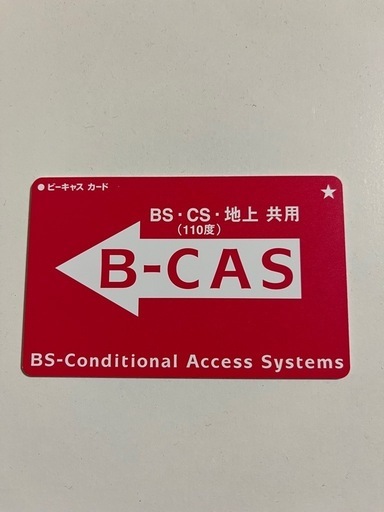 ● ビーキャス カード
BS・CS・地上 共用
(110度)
B-CAS
BS-Conditional Access Systems